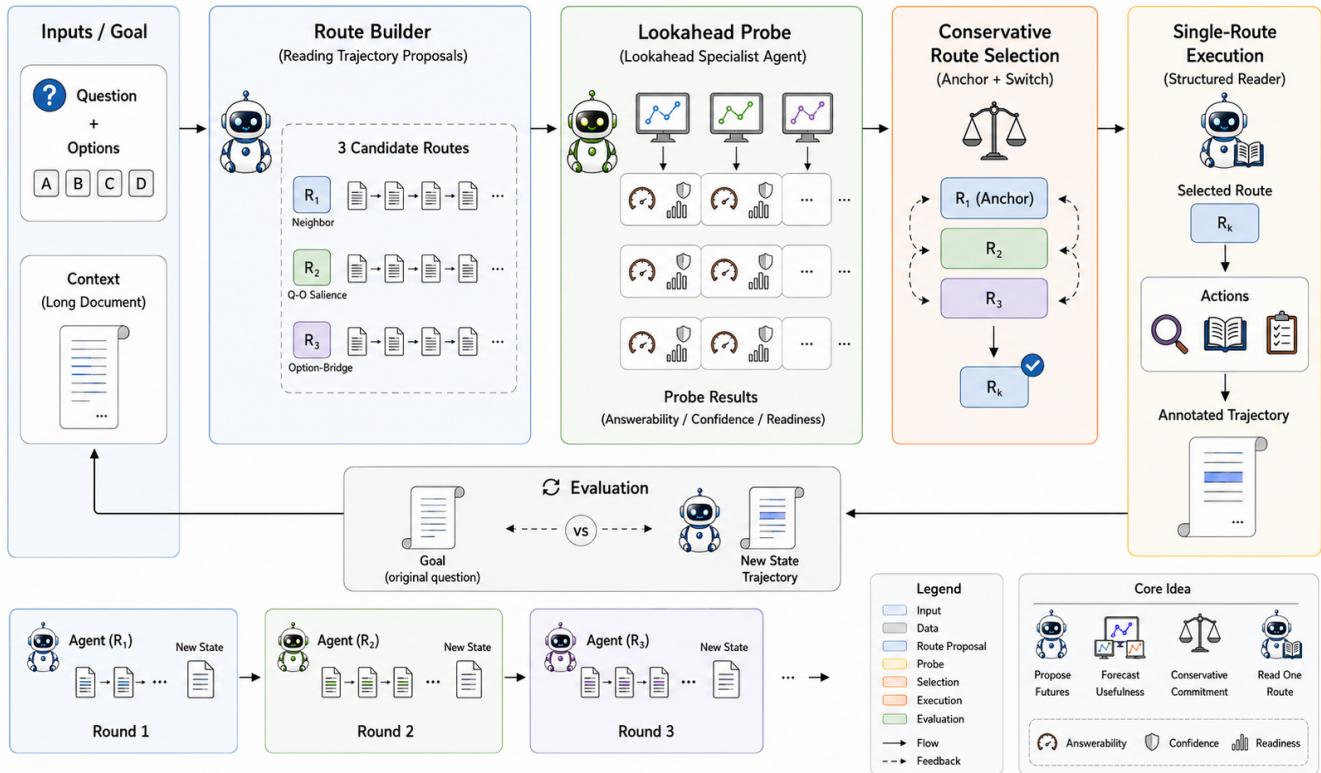 Inputs / Goal
?
Question
+
Options
A B C D
Context
(Long Document)
...
Route Builder
(Reading Trajectory Proposals)
3 Candidate Routes
R1
...
Neighbor
R2
...
Q-O Salience
R3
...
Option-Bridge
Lookahead Probe
(Lookahead Specialist Agent)
... ...
... ...
... ...
Probe Results
(Answerability / Confidence / Readiness)
Conservative
Route Selection
(Anchor + Switch)
R1 (Anchor)
R2
R3
Rk
Single-Route
Execution
(Structured Reader)
Selected Route
Rk
Actions
Annotated Trajectory
...
Evaluation
VS
Goal
(original question)
New State
Trajectory
Agent (R1)
New State
...
Round 1
Agent (R2)
New State
...
Round 2
Agent (R3)
New State
...
Round 3
...
Legend
Input
Data
Route Proposal
Probe
Selection
Execution
Evaluation
Flow
Feedback
Core Idea
Propose
Futures
Forecast
Usefulness
Conservative
Commitment
Read One
Route
Answerability
Confidence
Readiness